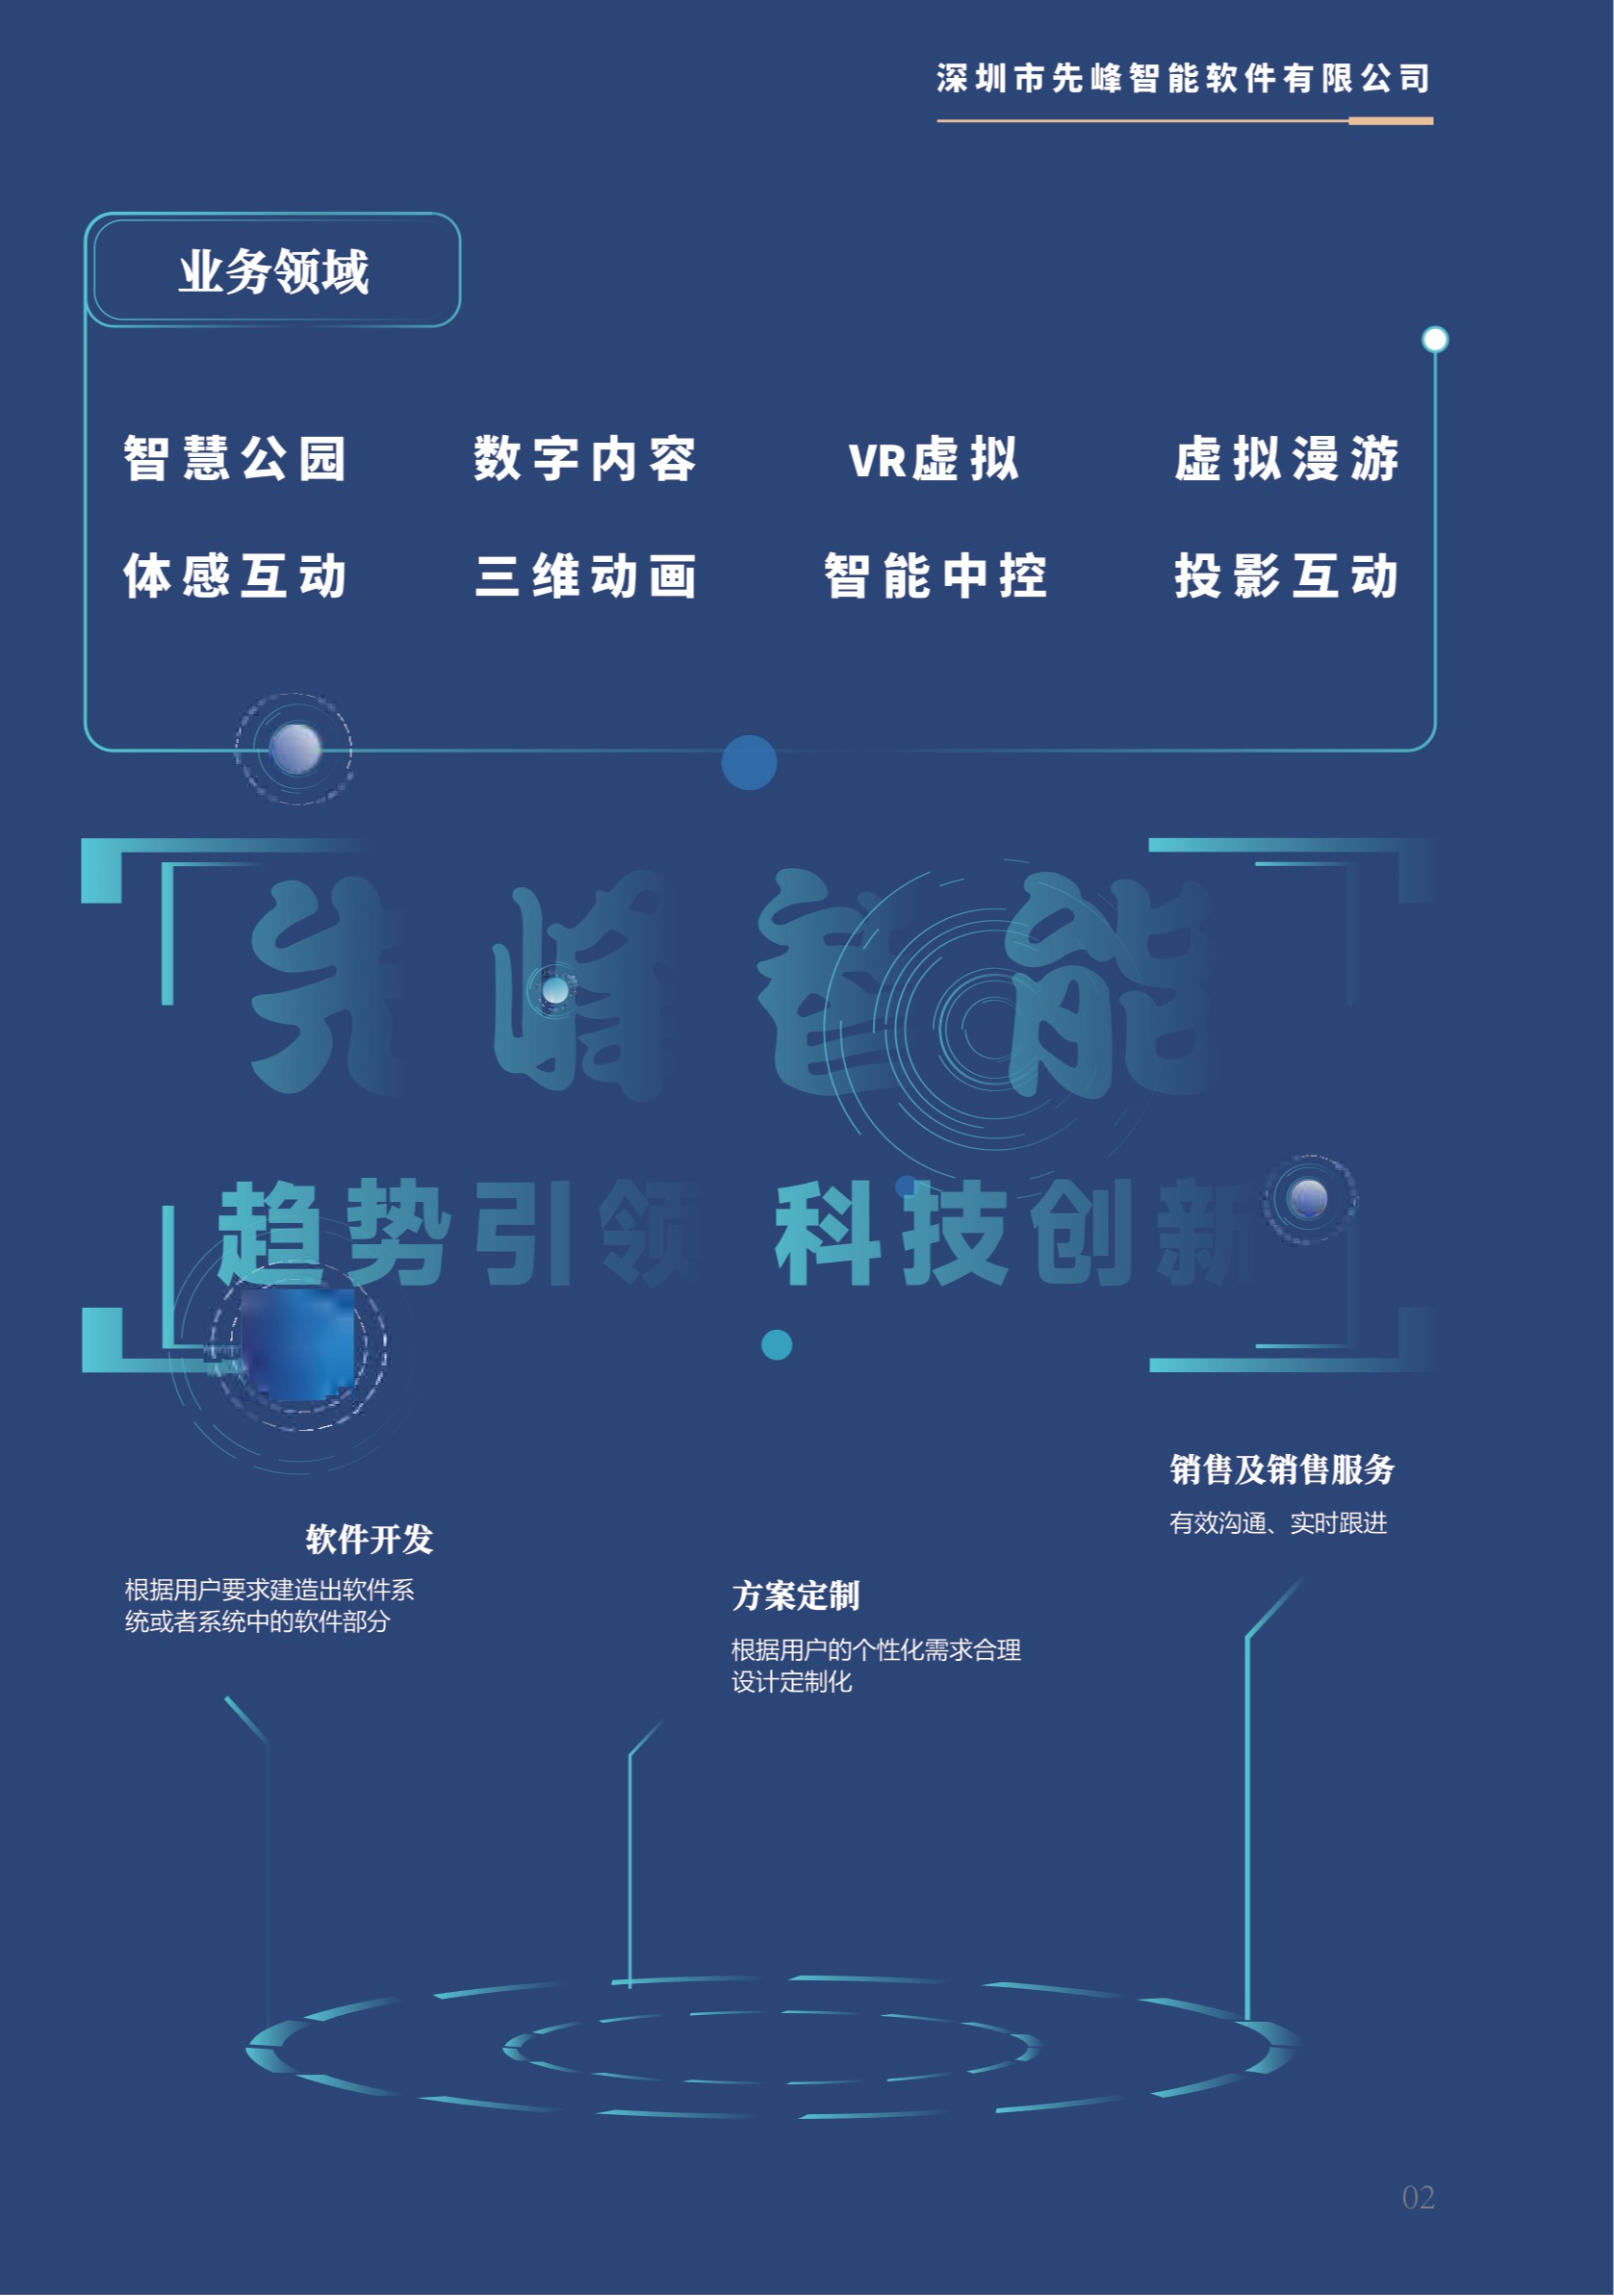 深圳市先峰智能软件有限公司
业务领域
智慧公园 数字内容 VR虚拟 虚拟漫游
体感互动 三维动画 智能中控 投影互动
先峰智能
趋势引领 科技创新
销售及销售服务
有效沟通、实时跟进
软件开发
根据用户要求建造出软件系
统或者系统中的软件部分
方案定制
根据用户的个性化需求合理
设计定制化
02